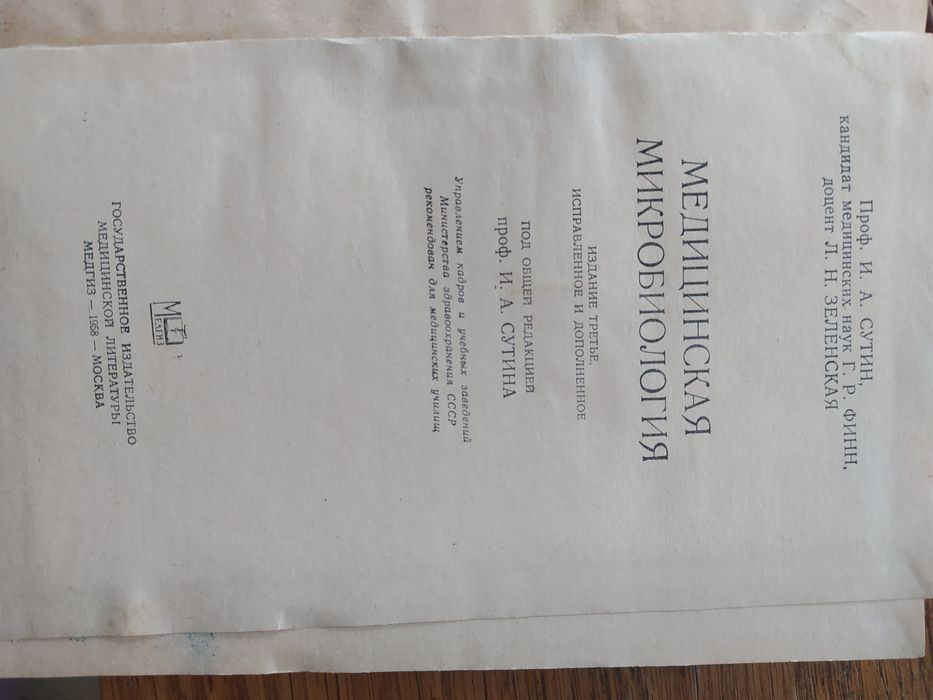 Проф. И. А. СУТИН,
кандидат медицинских наук Г. Р. ФИНН,
доцент Л. Н. ЗЕЛЕНСКАЯ
МЕДИЦИНСКАЯ
МИКРОБИОЛОГИЯ
ИЗДАНИЕ ТРЕТЬЕ,
ИСПРАВЛЕННОЕ И ДОПОЛНЕННОЕ
ПОД ОБЩЕЙ РЕДАКЦИЕЙ
проф. И. А. СУТИНА
Управлением кадров и учебных заведений
Министерства здравоохранения СССР
рекомендован для медицинских училищ
МЕДГИЗ
ГОСУДАРСТВЕННОЕ ИЗДАТЕЛЬСТВО
МЕДИЦИНСКОЙ ЛИТЕРАТУРЫ
МЕДГИЗ — 1958 — МОСКВА